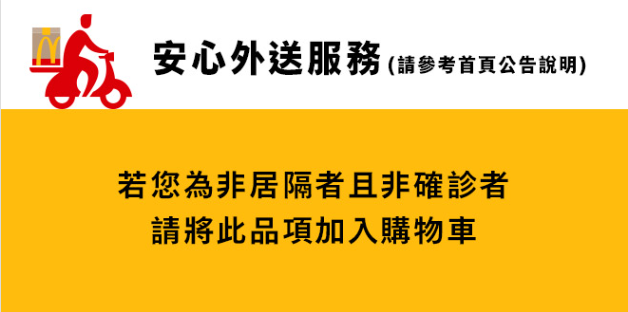 安心外送服務(請參考首頁公告說明)
若您為非居隔者且非確診者
請將此品項加入購物車